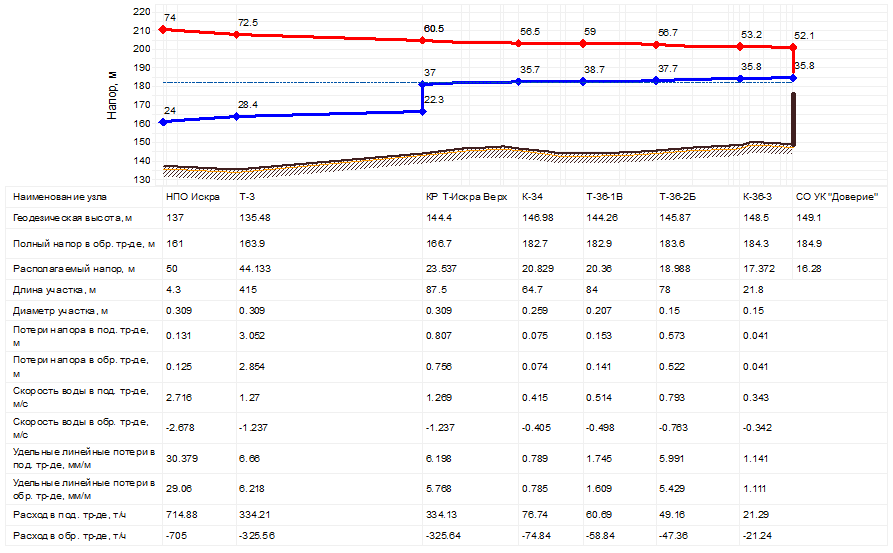 220
210
200
190
180
170
160
150
140
130
Напор, м
74
72.5
60.5
56.5
59
56.7
53.2
52.1
37
35.7
38.7
37.7
35.8
35.8
24
28.4
22.3
Наименование узла НПО Искра Т-3 КР Т-Искра Верх К-34 Т-36-1В Т-36-2Б К-36-3 СО УК "Доверие"
Геодезическая высота, м 137 135.48 144.4 146.98 144.26 145.87 148.5 149.1
Полный напор в обр. тр-де, м 161 163.9 166.7 182.7 182.9 183.6 184.3 184.9
Располагаемый напор, м 50 44.133 23.537 20.829 20.36 18.988 17.372 16.28
Длина участка, м 4.3 415 87.5 64.7 84 78 21.8
Диаметр участка, м 0.309 0.309 0.309 0.259 0.207 0.15 0.15
Потери напора в под. тр-де,
м 0.131 3.052 0.807 0.075 0.153 0.573 0.041
Потери напора в обр. тр-де,
м 0.125 2.854 0.756 0.074 0.141 0.522 0.041
Скорость воды в под. тр-де,
м/с 2.716 1.27 1.269 0.415 0.514 0.793 0.343
Скорость воды в обр. тр-де,
м/с -2.678 -1.237 -1.237 -0.405 -0.498 -0.763 -0.342
Удельные линейные потери в
под. тр-де, мм/м 30.379 6.66 6.198 0.789 1.745 5.991 1.141
Удельные линейные потери в
обр. тр-де, мм/м 29.06 6.218 5.768 0.785 1.609 5.429 1.111
Расход в под. тр-де, т/ч 714.88 334.21 334.13 76.74 60.69 49.16 21.29
Расход в обр. тр-де, т/ч -705 -325.56 -325.64 -74.84 -58.84 -47.36 -21.24